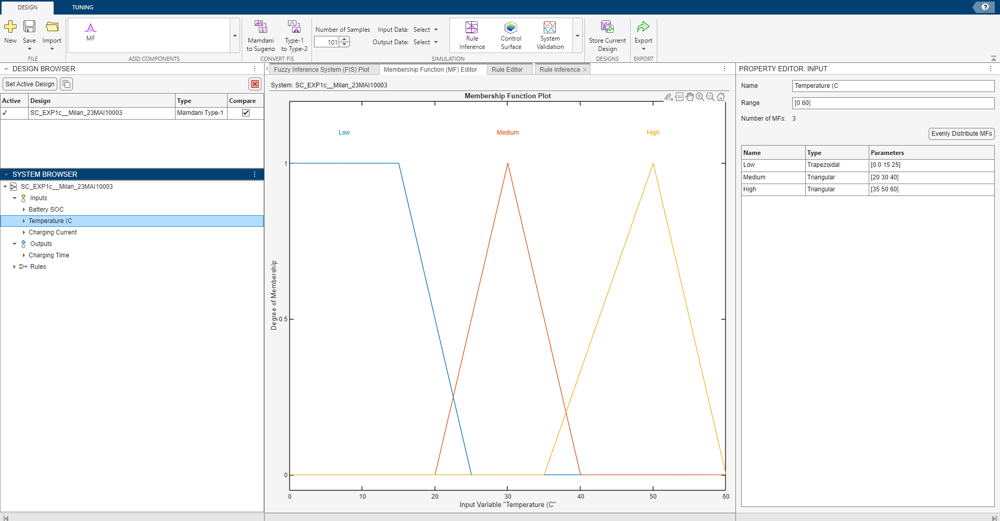 DESIGN TUNING
New Save Import
FILE
MF
ADD COMPONENTS
Mamdani to Sugeno
Type-1 to Type-2
CONVERT FIS
Number of Samples
101
Input Data: Select
Output Data: Select
Rule Inference
Control Surface
System Validation
SIMULATION
Store Current Design
DESIGNS
Export
EXPORT
DESIGN BROWSER
Set Active Design
Active Design Type Compare
SC_EXP1c__Milan_23MAI10003 Mamdani Type-1
SYSTEM BROWSER
SC_EXP1c__Milan_23MAI10003
Inputs
Battery SOC
Temperature (C
Charging Current
Outputs
Charging Time
Rules
Fuzzy Inference System (FIS) Plot Membership Function (MF) Editor Rule Editor Rule Inference
System: SC_EXP1c__Milan_23MAI10003
Membership Function Plot
Low Medium High
1
0.5
0
Degree of Membership
0 10 20 30 40 50 60
Input Variable "Temperature (C"
PROPERTY EDITOR: INPUT
Name Temperature (C
Range [0 60]
Number of MFs: 3
Evenly Distribute MFs
Name Type Parameters
Low Trapezoidal [0 0 15 25]
Medium Triangular [20 30 40]
High Triangular [35 50 60]